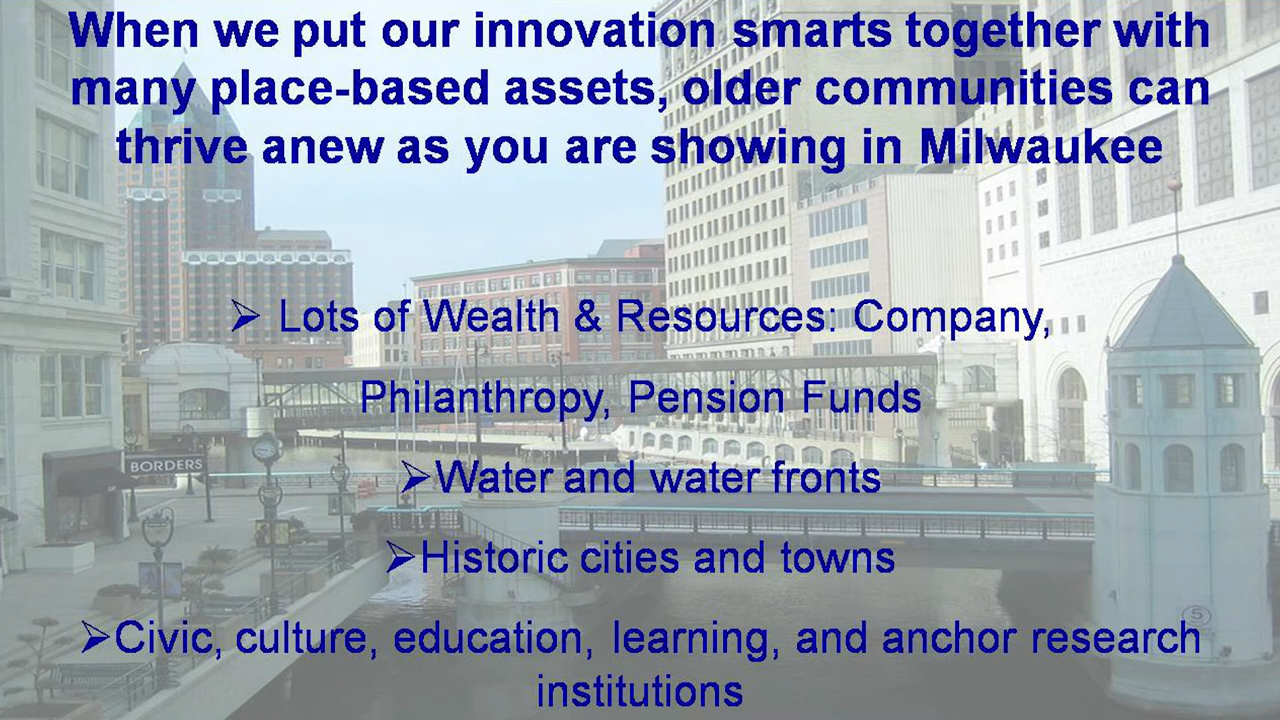 When we put our innovation smarts together with
many place-based assets, older communities can
thrive anew as you are showing in Milwaukee
➢ Lots of Wealth & Resources: Company,
Philanthropy, Pension Funds
➢Water and water fronts
BORDERS
➢Historic cities and towns
5
➢Civic, culture, education, learning, and anchor research
institutions